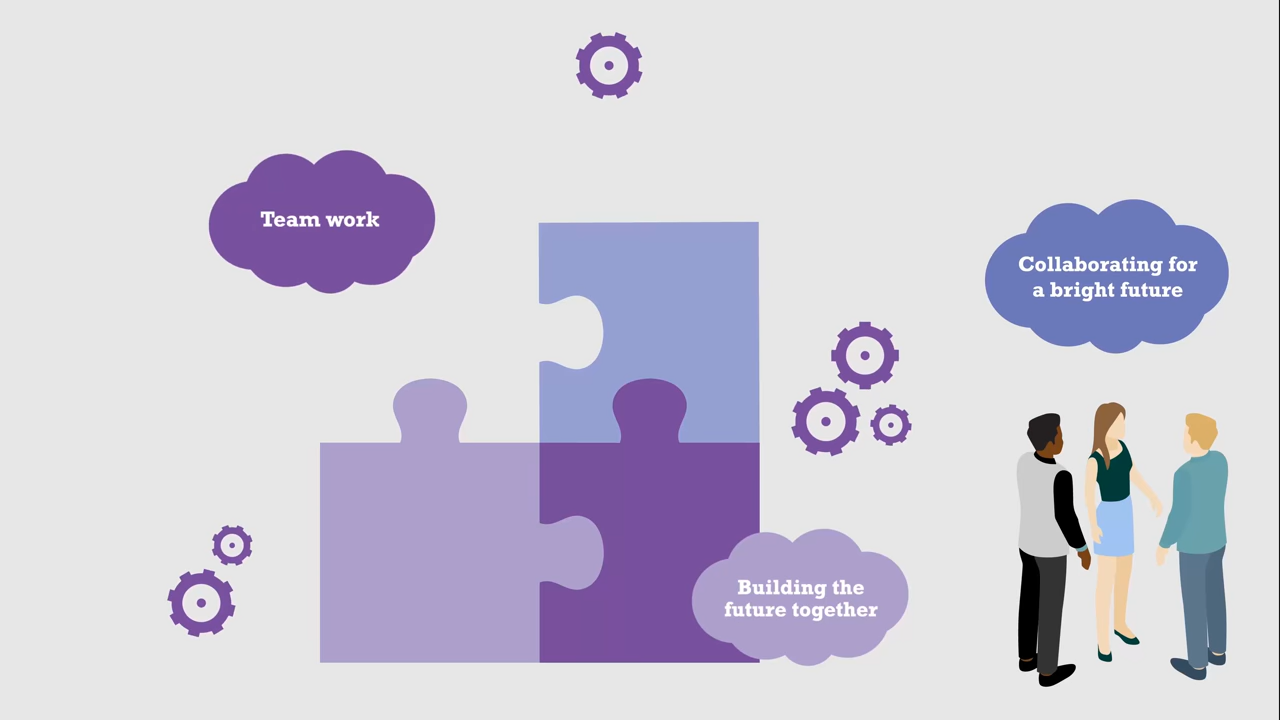 Team work
Collaborating for
a bright future
Building the
future together